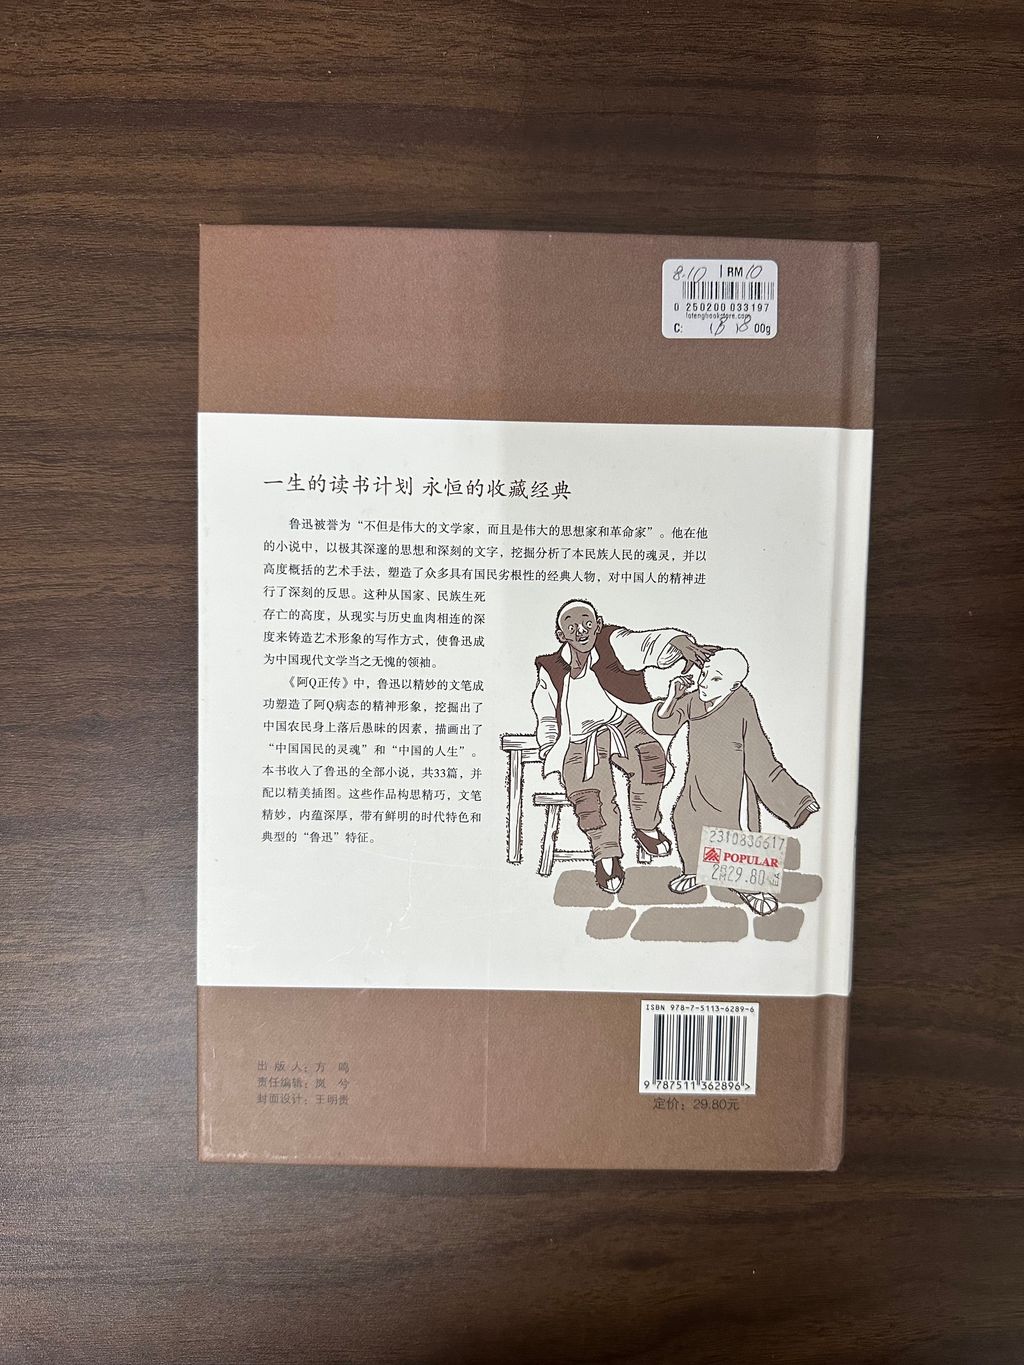 8.10 RM 10
0 250200 033197
C: 18 18 00g
一生的读书计划 永恒的收藏经典
鲁迅被誉为“不但是伟大的文学家，而且是伟大的思想家和革命家”。他在他
的小说中，以极其深邃的思想和深刻的文字，挖掘分析了本民族人民的魂灵，并以
高度概括的艺术手法，塑造了众多具有国民劣根性的经典人物，对中国人的精神进
行了深刻的反思。这种从国家、民族生死
存亡的高度，从现实与历史血肉相连的深
度来铸造艺术形象的写作方式，使鲁迅成
为中国现代文学当之无愧的领袖。
《阿Q正传》中，鲁迅以精妙的文笔成
功塑造了阿Q病态的精神形象，挖掘出了
中国农民身上落后愚昧的因素，描画出了
“中国国民的灵魂”和“中国的人生”。
本书收入了鲁迅的全部小说，共33篇，并
配以精美插图。这些作品构思精巧，文笔
精妙，内蕴深厚，带有鲜明的时代特色和
典型的“鲁迅”特征。
2310836617
POPULAR
29.80
ISBN 978-7-5113-6289-6
9 787511 362896>
定价：29.80元
出 版 人：方 鸣
责任编辑：岚 兮
封面设计：王明贵